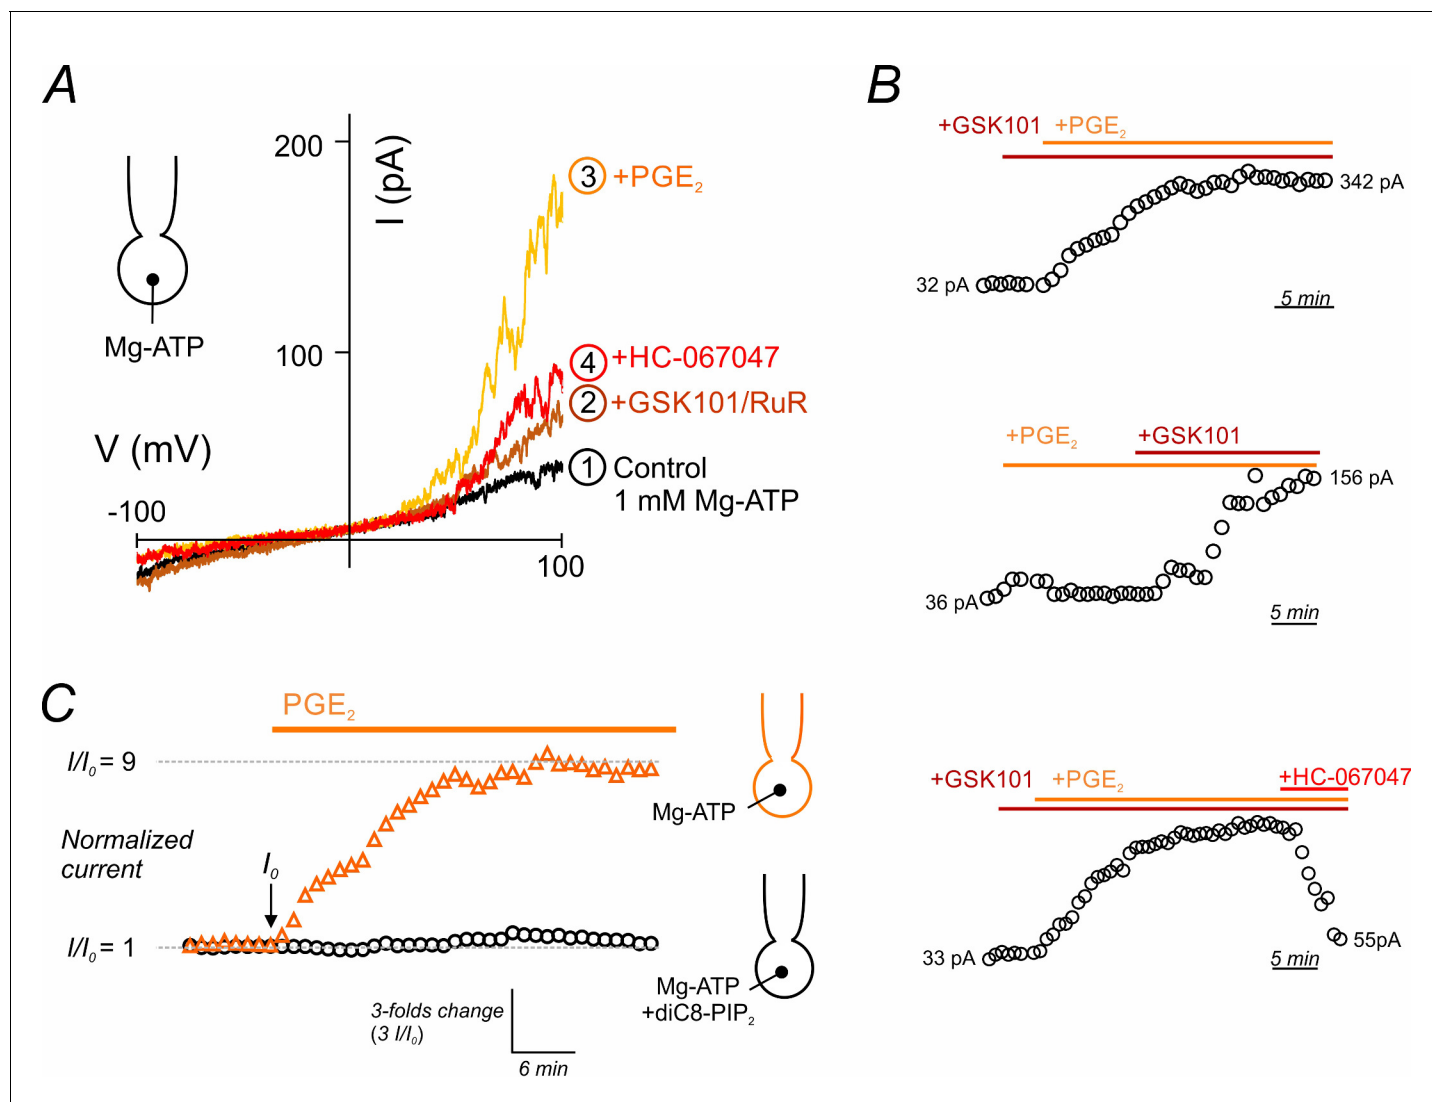 A
200
I (pA)
3 +PGE2
100
4 +HC-067047
2 +GSK101/RuR
1 Control
1 mM Mg-ATP
Mg-ATP
V (mV)
-100
100
B
+GSK101 +PGE2
32 pA
342 pA
5 min
+PGE2
+GSK101
36 pA
156 pA
5 min
+GSK101 +PGE2 +HC-067047
33 pA
55pA
5 min
C
PGE2
I/I0 = 9
Normalized
current
I0
I/I0 = 1
3-folds change
(3 I/I0)
6 min
Mg-ATP
Mg-ATP
+diC8-PIP2